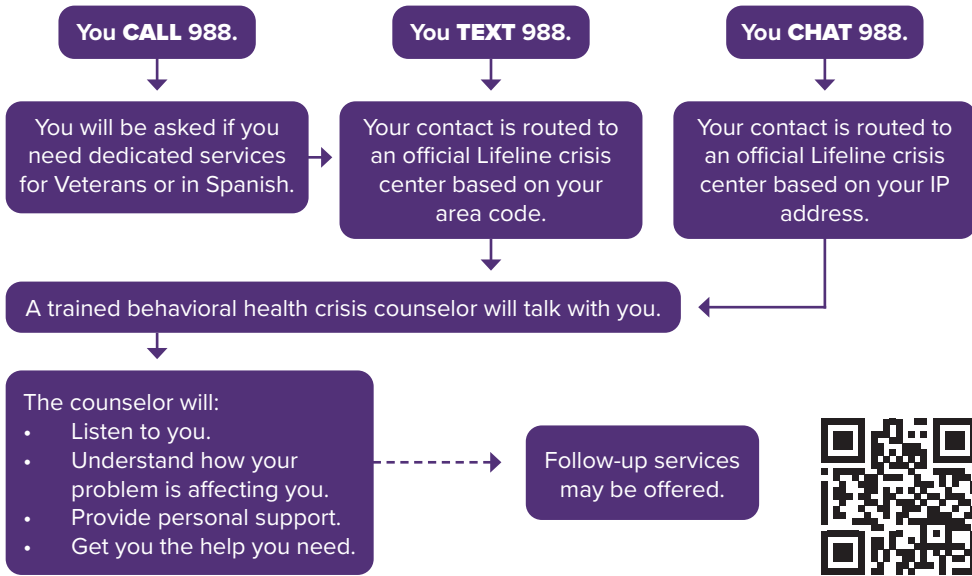 You CALL 988.
You TEXT 988.
You CHAT 988.
You will be asked if you
need dedicated services
for Veterans or in Spanish.
Your contact is routed to
an official Lifeline crisis
center based on your
area code.
Your contact is routed to
an official Lifeline crisis
center based on your IP
address.
A trained behavioral health crisis counselor will talk with you.
The counselor will:
• Listen to you.
• Understand how your
problem is affecting you.
• Provide personal support.
• Get you the help you need.
Follow-up services
may be offered.